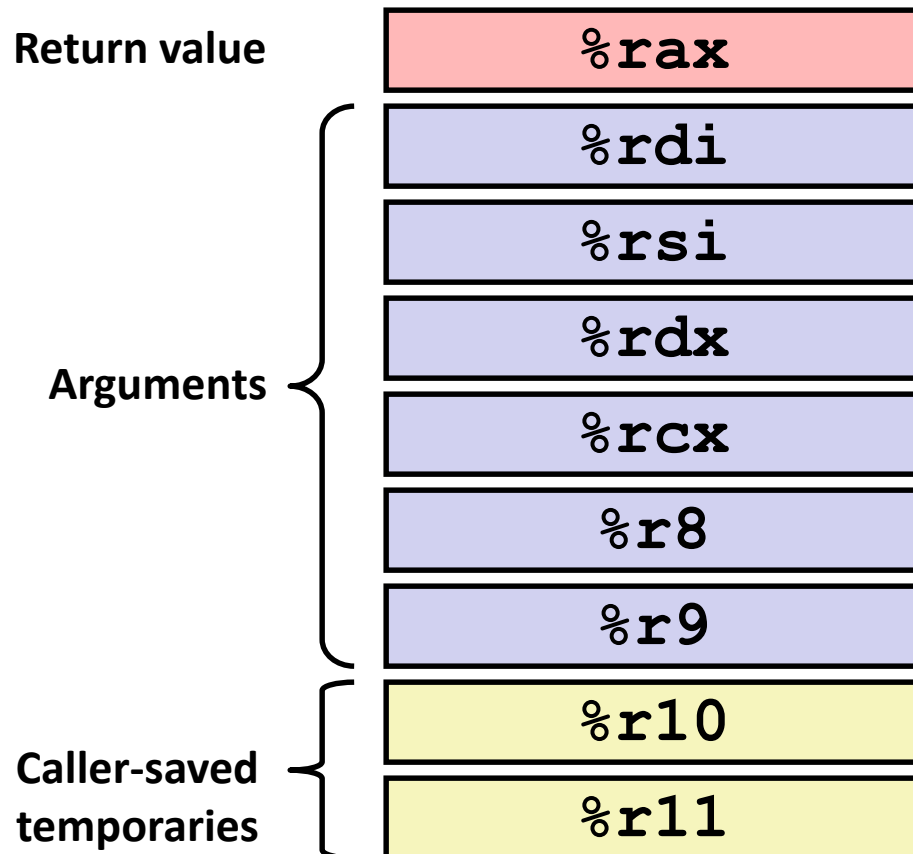 Return value
%rax
Arguments
%rdi
%rsi
%rdx
%rcx
%r8
%r9
Caller-saved
temporaries
%r10
%r11